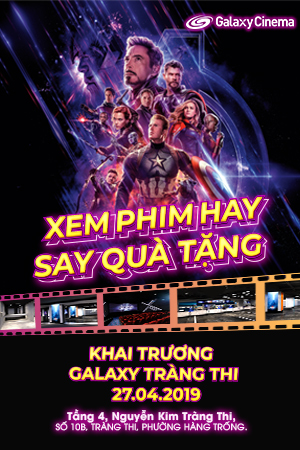 Galaxy Cinema
XEM PHIM HAY
SAY QUÀ TẶNG
KHAI TRƯƠNG
GALAXY TRÀNG THI
27.04.2019
Tầng 4, Nguyễn Kim Tràng Thi,
SỐ 10B, TRÀNG THI, PHƯỜNG HÀNG TRỐNG.